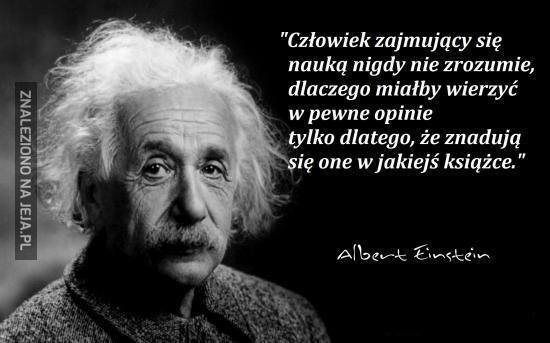 "Człowiek zajmujący się
nauką nigdy nie zrozumie,
dlaczego miałby wierzyć
w pewne opinie
tylko dlatego, że znadują
się one w jakiejś książce."
Albert Einstein
ZNALEZIONO NA JEJA.PL